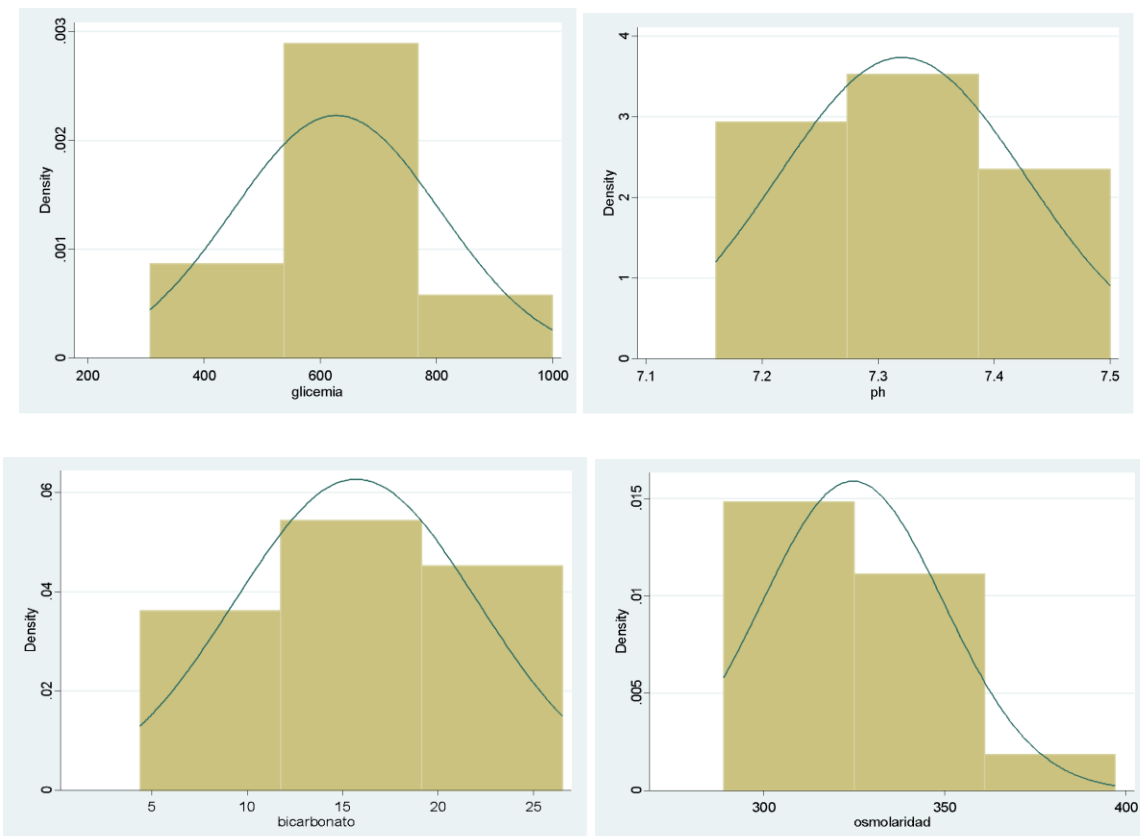 Density
.003
.002
.001
0
200 400 600 800 1000
glicemia
Density
4
3
2
1
0
7.1 7.2 7.3 7.4 7.5
ph
Density
.06
.04
.02
0
5 10 15 20 25
bicarbonato
Density
.015
.01
.005
0
300 350 400
osmolaridad